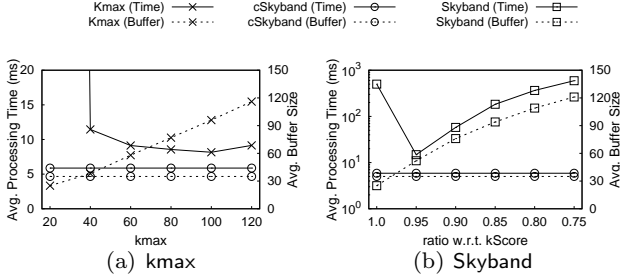 Kmax (Time)
Kmax (Buffer)
cSkyband (Time)
cSkyband (Buffer)
Skyband (Time)
Skyband (Buffer)
Avg. Processing Time (ms)
20
15
10
5
0
150
120
90
60
30
0
Avg. Buffer Size
20 40 60 80 100 120
kmax
(a) kmax
Avg. Processing Time (ms)
10³
10²
10¹
10⁰
150
120
90
60
30
0
Avg. Buffer Size
1.0 0.95 0.90 0.85 0.80 0.75
ratio w.r.t. kScore
(b) Skyband